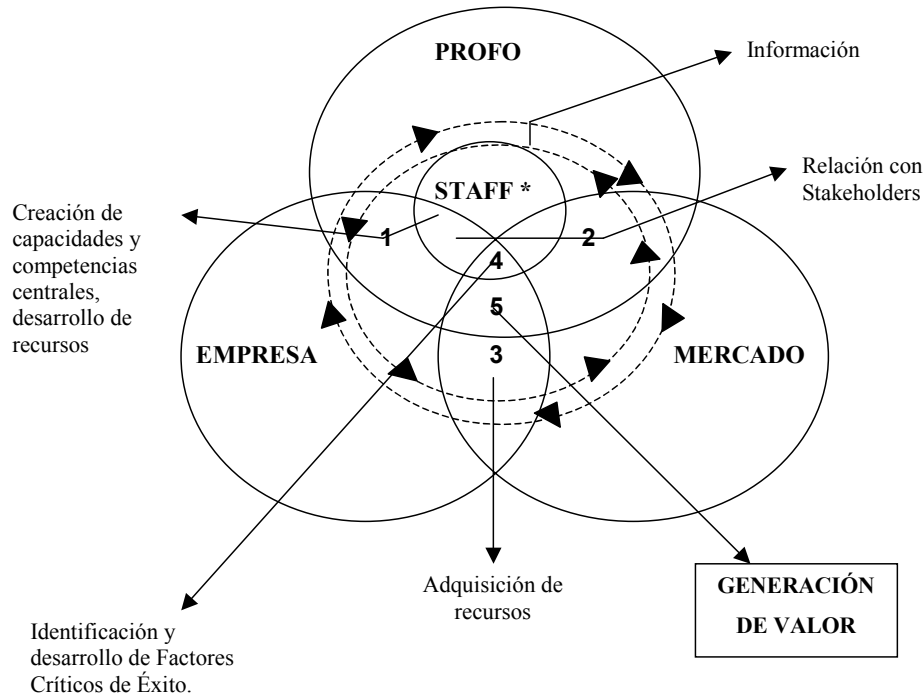 PROFO
Información
STAFF *
Relación con
Stakeholders
Creación de
capacidades y
competencias
centrales,
desarrollo de
recursos
1
2
4
5
EMPRESA
3
MERCADO
Adquisición de
recursos
GENERACIÓN
DE VALOR
Identificación y
desarrollo de Factores
Críticos de Éxito.